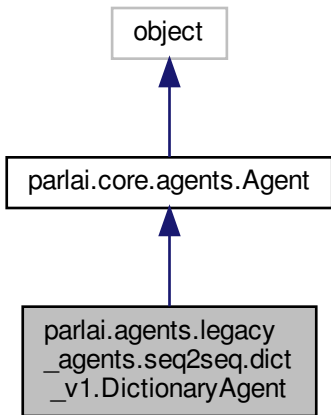 object
parlai.core.agents.Agent
parlai.agents.legacy
_agents.seq2seq.dict
_v1.DictionaryAgent